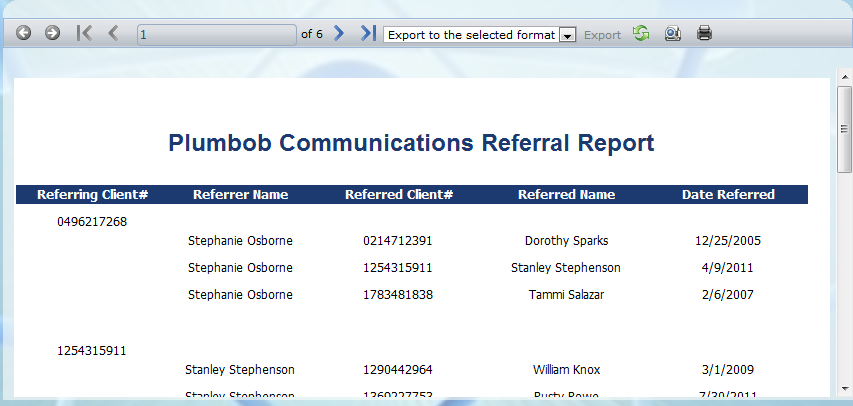 1 of 6 Export to the selected format Export
Plumbob Communications Referral Report
Referring Client# Referrer Name Referred Client# Referred Name Date Referred
0496217268
Stephanie Osborne 0214712391 Dorothy Sparks 12/25/2005
Stephanie Osborne 1254315911 Stanley Stephenson 4/9/2011
Stephanie Osborne 1783481838 Tammi Salazar 2/6/2007
1254315911
Stanley Stephenson 1290442964 William Knox 3/1/2009
Stanley Stephenson 1369227753 Rusty Rowe 7/30/2011